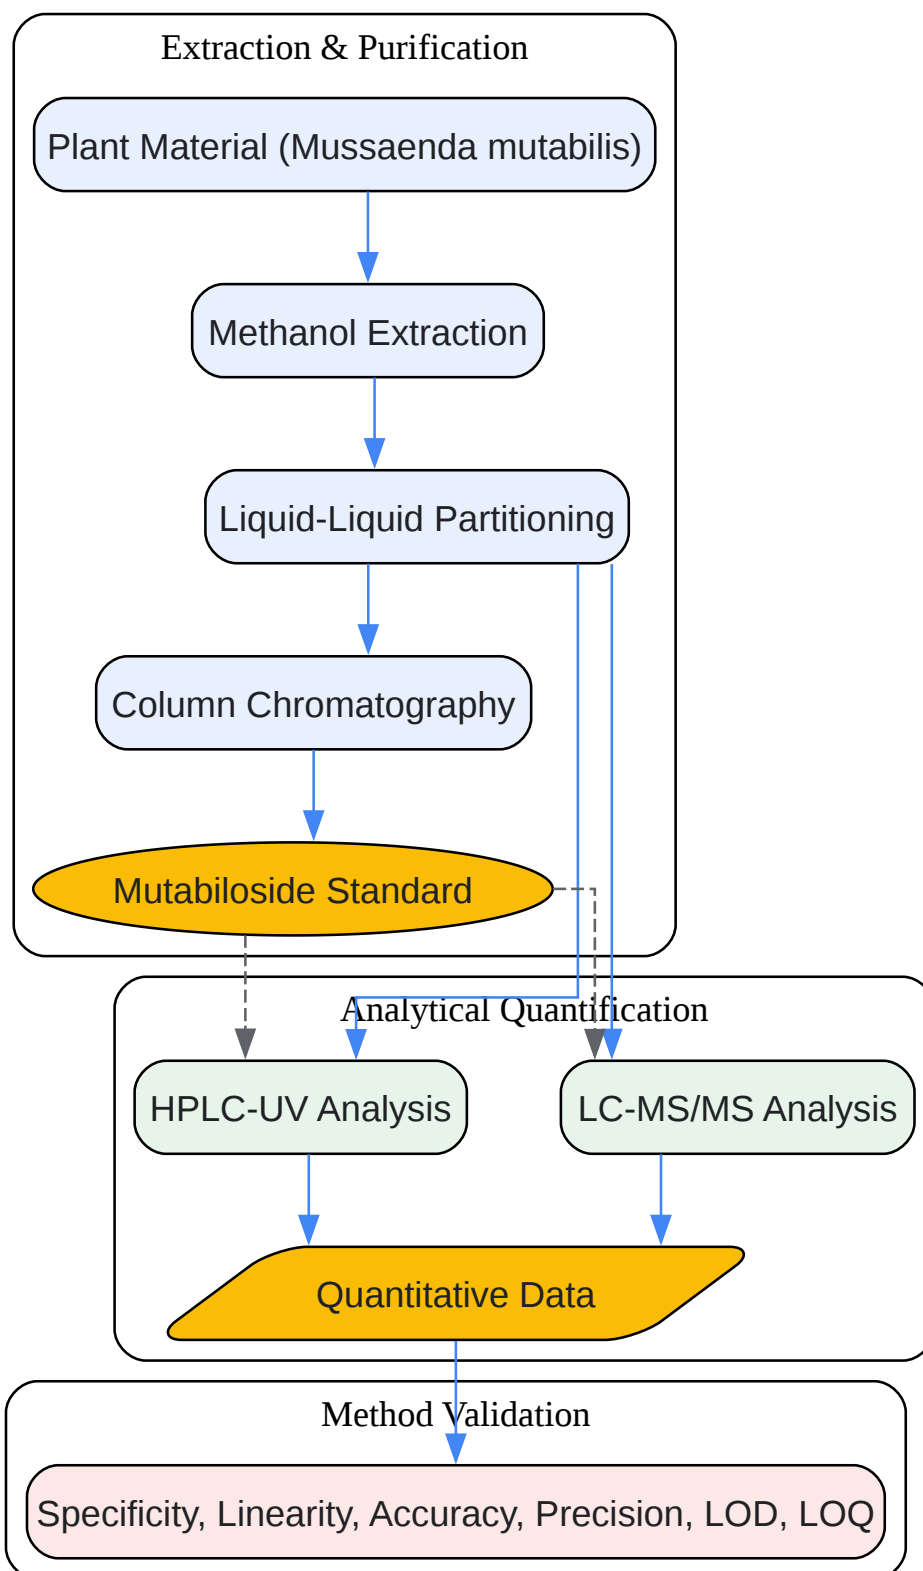 Extraction & Purification
Plant Material (Mussaenda mutabilis)
Methanol Extraction
Liquid-Liquid Partitioning
Column Chromatography
Mutabiloside Standard
Analytical Quantification
HPLC-UV Analysis
LC-MS/MS Analysis
Quantitative Data
Method Validation
Specificity, Linearity, Accuracy, Precision, LOD, LOQ